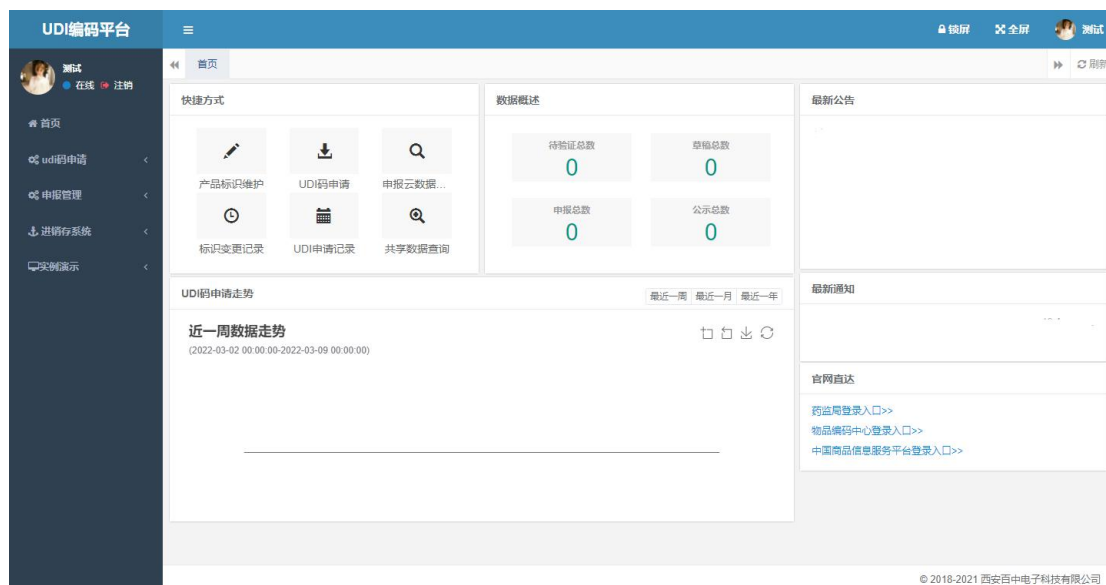 UDI编码平台
锁屏 全屏 测试
测试
在线 注销
首页
刷新
首页
udi码申请
申报管理
进销存系统
实例演示
快捷方式
产品标识维护 UDI码申请 申报云数据...
标识变更记录 UDI申请记录 共享数据查询
数据概述
待验证总数 草稿总数
0 0
申报总数 公示总数
0 0
最新公告
UDI码申请走势
最近一周 最近一月 最近一年
近一周数据走势
(2022-03-02 00:00:00-2022-03-09 00:00:00)
最新通知
官网直达
药监局登录入口>>
物品编码中心登录入口>>
中国商品信息服务平台登录入口>>
© 2018-2021 西安百中电子科技有限公司